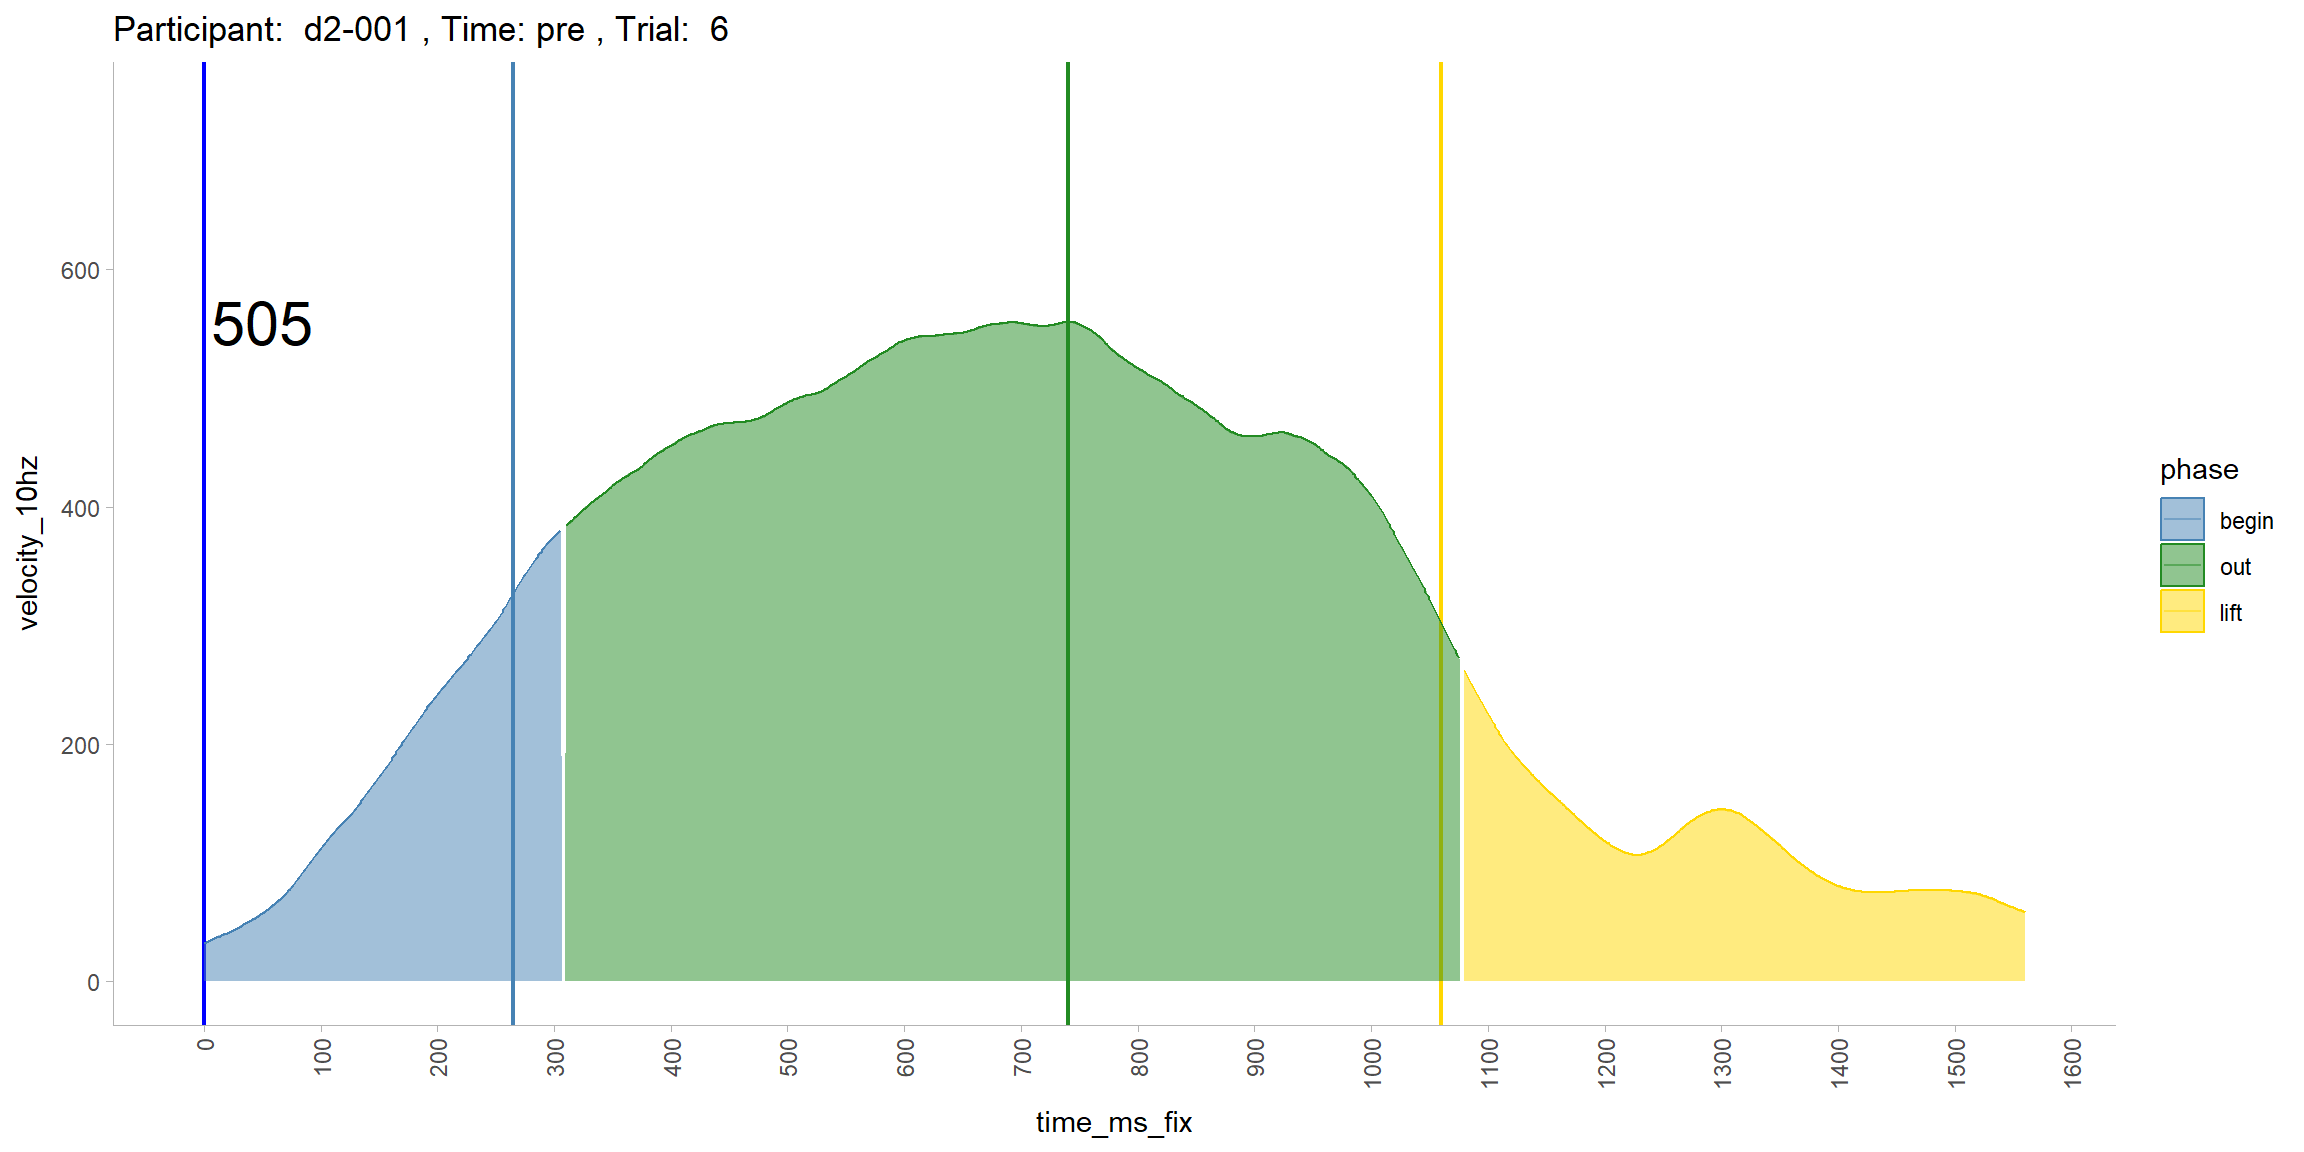 Participant:  d2-001 , Time: pre , Trial:  6
600
505
400
200
0
velocity_10hz
phase
begin
out
lift
0 100 200 300 400 500 600 700 800 900 1000 1100 1200 1300 1400 1500 1600
time_ms_fix